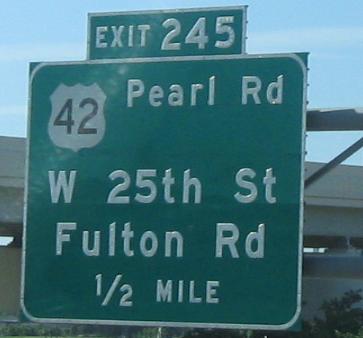 EXIT 245
42 Pearl Rd
W 25th St
Fulton Rd
1/2 MILE